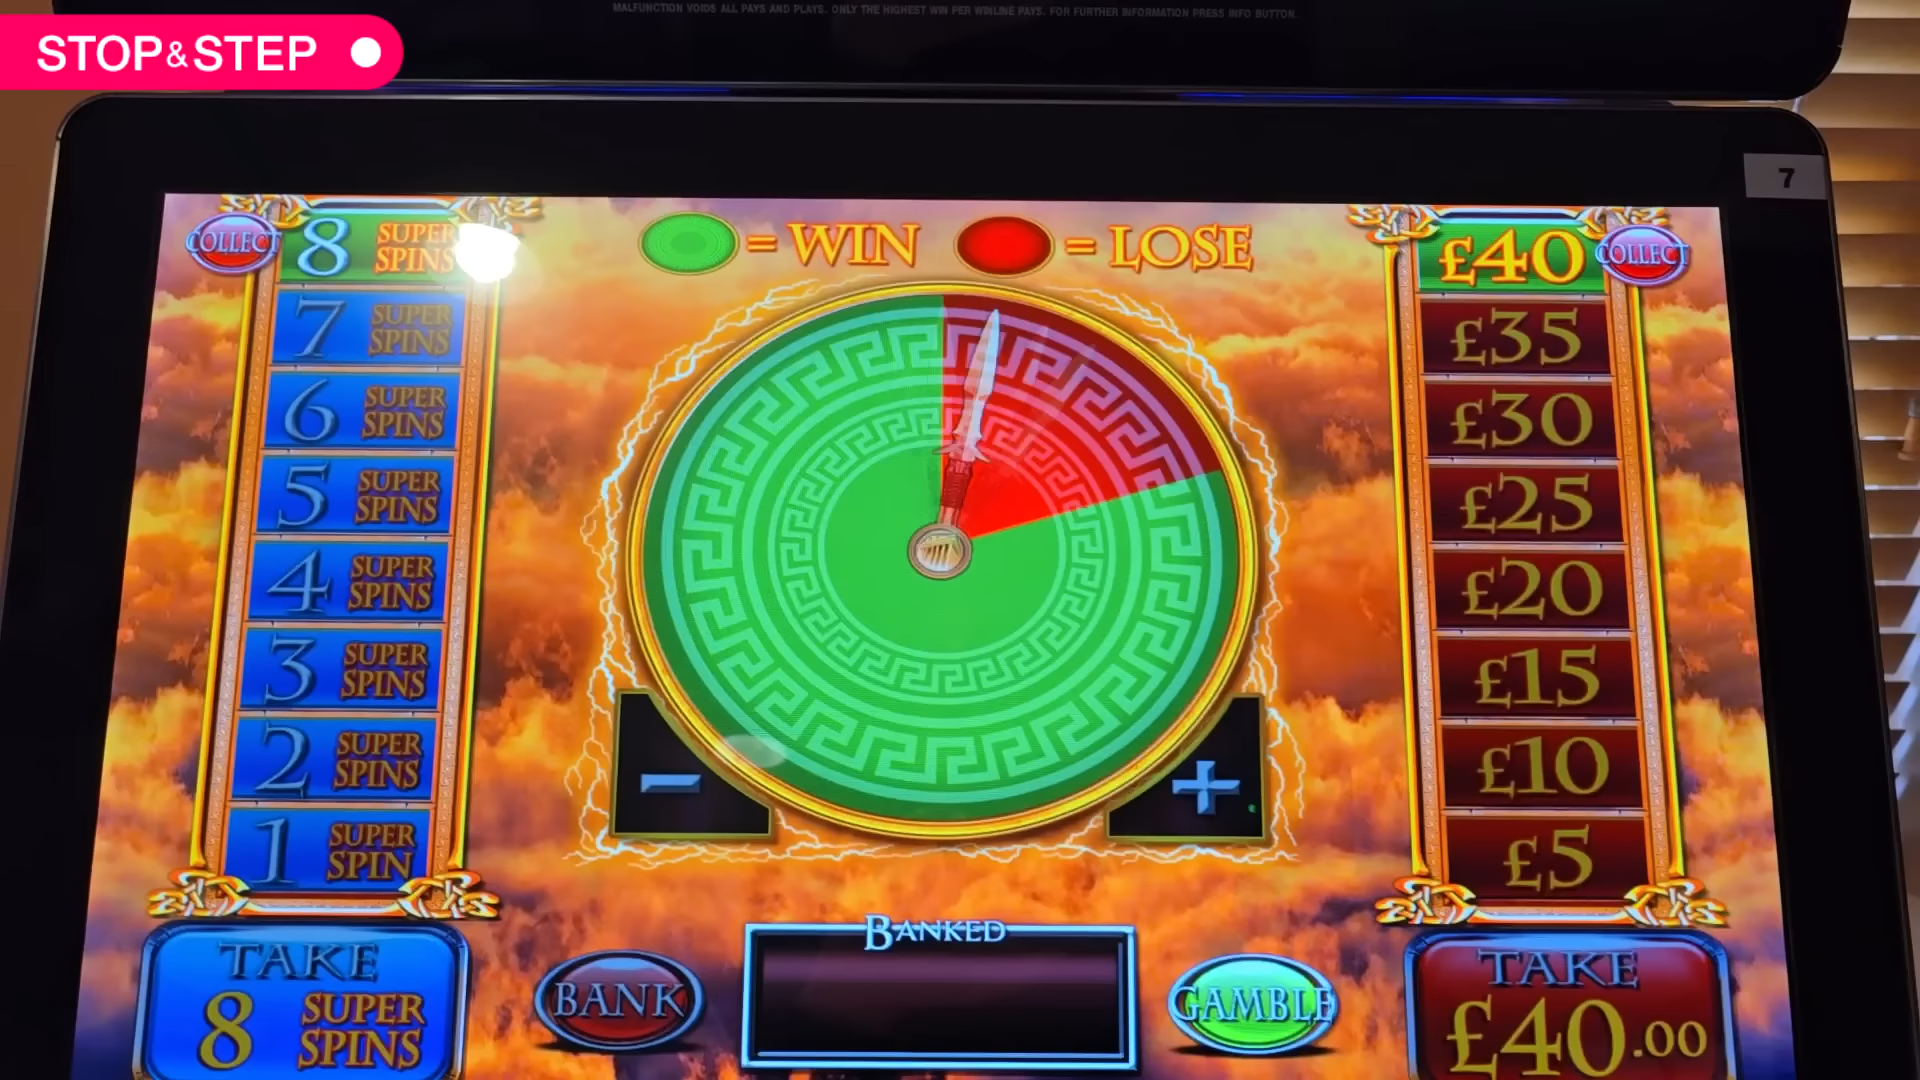 MALFUNCTION VOIDS ALL PAYS AND PLAYS. ONLY THE HIGHEST WIN PER WINLINE PAYS. FOR FURTHER INFORMATION PRESS INFO BUTTON.
STOP&STEP
7
COLLECT
8 SUPER SPINS
= WIN
= LOSE
£40
COLLECT
7 SUPER SPINS
6 SUPER SPINS
5 SUPER SPINS
4 SUPER SPINS
3 SUPER SPINS
2 SUPER SPINS
1 SUPER SPIN
£35
£30
£25
£20
£15
£10
£5
−
+
TAKE
8 SUPER SPINS
BANK
BANKED
GAMBLE
TAKE
£40.00